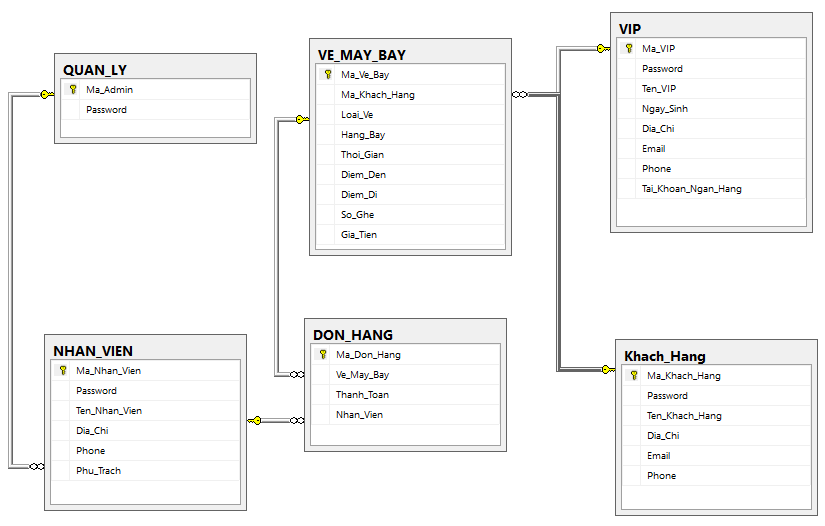 QUAN_LY
Ma_Admin
Password
VE_MAY_BAY
Ma_Ve_Bay
Ma_Khach_Hang
Loai_Ve
Hang_Bay
Thoi_Gian
Diem_Den
Diem_Di
So_Ghe
Gia_Tien
VIP
Ma_VIP
Password
Ten_VIP
Ngay_Sinh
Dia_Chi
Email
Phone
Tai_Khoan_Ngan_Hang
NHAN_VIEN
Ma_Nhan_Vien
Password
Ten_Nhan_Vien
Dia_Chi
Phone
Phu_Trach
DON_HANG
Ma_Don_Hang
Ve_May_Bay
Thanh_Toan
Nhan_Vien
Khach_Hang
Ma_Khach_Hang
Password
Ten_Khach_Hang
Dia_Chi
Email
Phone